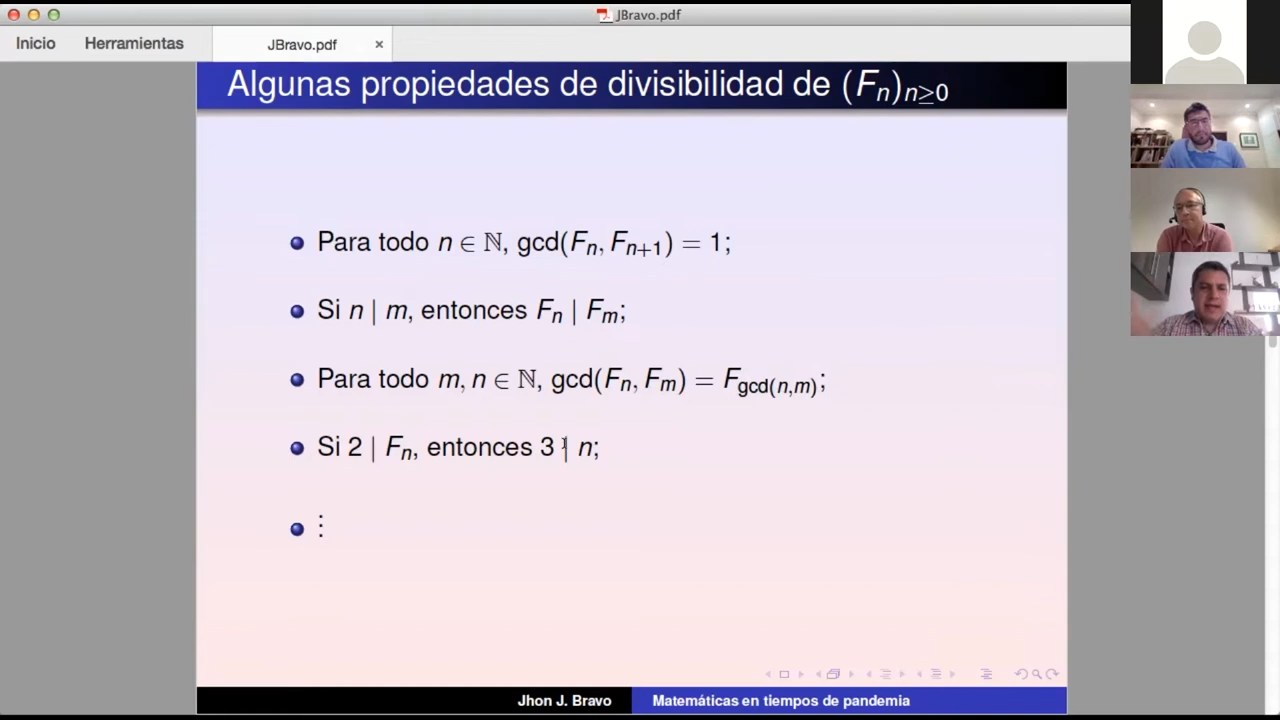 JBravo.pdf
Inicio Herramientas JBravo.pdf ×
Algunas propiedades de divisibilidad de (Fₙ)ₙ≥₀
Para todo n ∈ ℕ, gcd(Fₙ, Fₙ₊₁) = 1;
Si n | m, entonces Fₙ | Fₘ;
Para todo m, n ∈ ℕ, gcd(Fₙ, Fₘ) = F_gcd(n,m);
Si 2 | Fₙ, entonces 3 | n;
⋮
Jhon J. Bravo Matemáticas en tiempos de pandemia